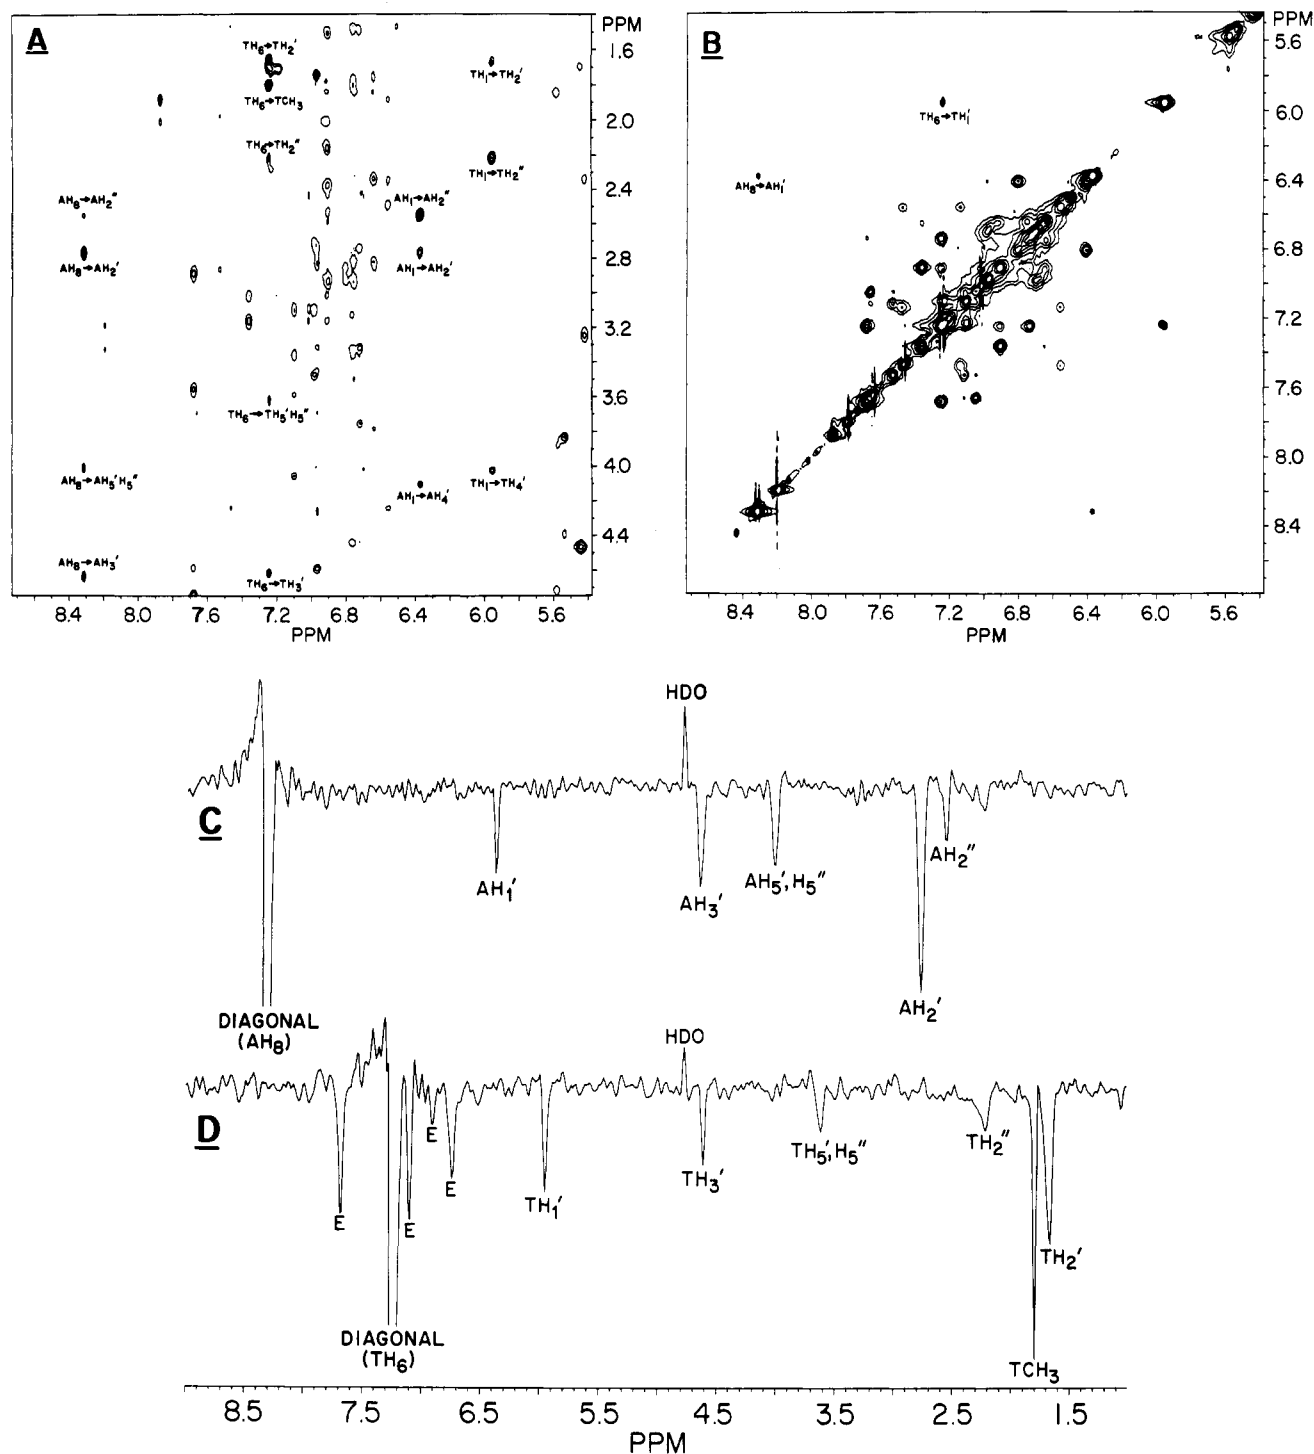 A
PPM
TH6→TH2′
1.6
TH1→TH2′
TH6→TCH3
2.0
TH6→TH2″
TH1→TH2″
2.4
AH8→AH2″
AH1→AH2″
2.8
AH8→AH2′
AH1→AH2′
3.2
3.6
TH6→TH5′H5″
4.0
AH8→AH5′H5″
TH1→TH4′
AH1→AH4′
4.4
AH8→AH3′
TH6→TH3′
8.4 8.0 7.6 7.2 6.8 6.4 6.0 5.6
PPM
B
PPM
5.6
6.0
TH6→TH1′
6.4
AH8→AH1′
6.8
7.2
7.6
8.0
8.4
8.4 8.0 7.6 7.2 6.8 6.4 6.0 5.6
PPM
HDO
C
AH1′
AH3′
AH5′, H5″
AH2″
AH2′
DIAGONAL
(AH8)
HDO
D
E
E
E
E
TH1′
TH3′
TH5′, H5″
TH2″
TH2′
DIAGONAL
(TH6)
TCH3
8.5 7.5 6.5 5.5 4.5 3.5 2.5 1.5
PPM